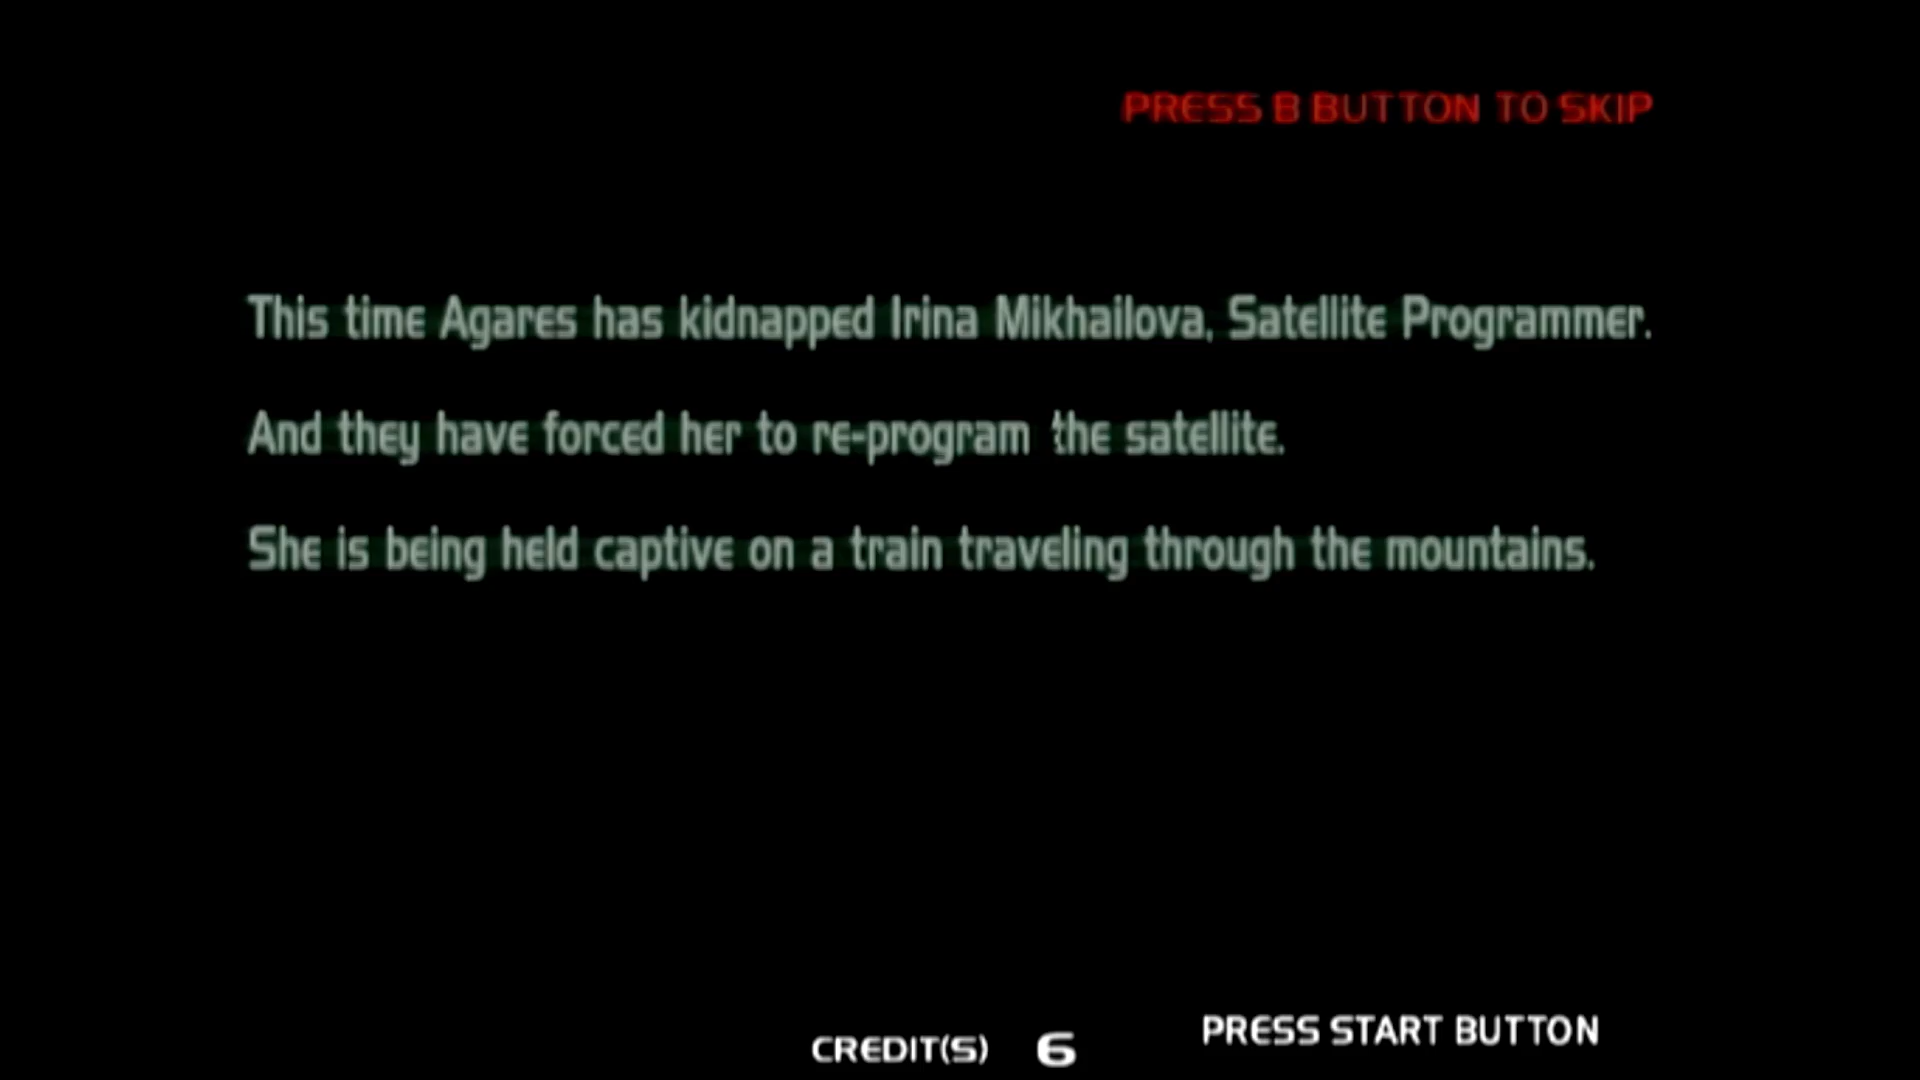 PRESS B BUTTON TO SKIP
This time Agares has kidnapped Irina Mikhailova, Satellite Programmer.
And they have forced her to re-program the satellite.
She is being held captive on a train traveling through the mountains.
CREDIT(S) 6
PRESS START BUTTON